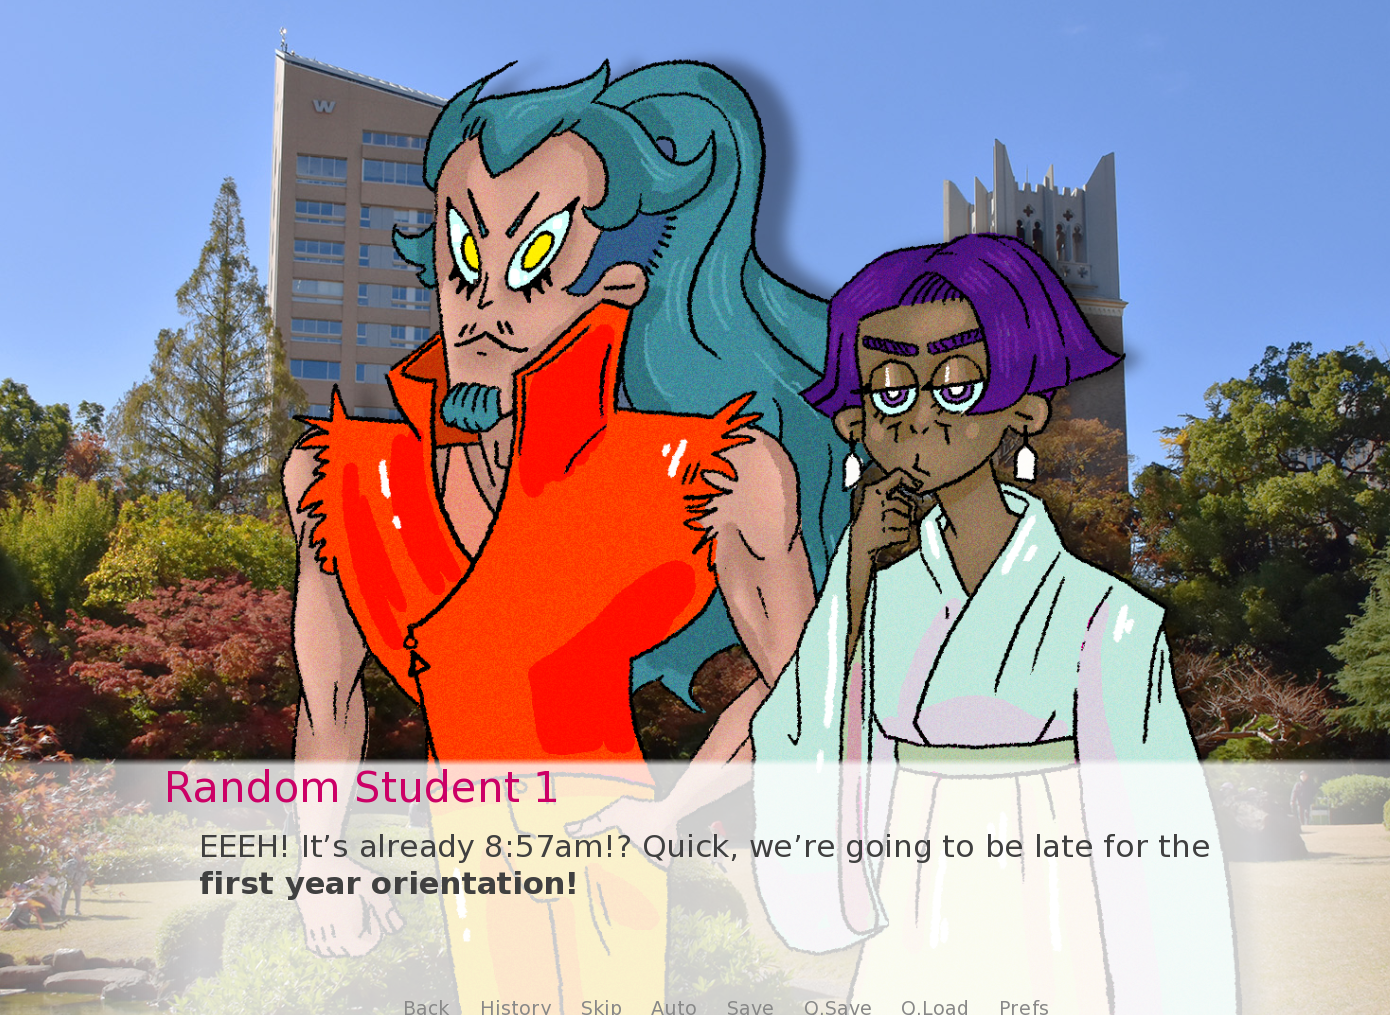 W
Random Student 1
EEEH! It’s already 8:57am!? Quick, we’re going to be late for the
first year orientation!
Back History Skip Auto Save Q.Save Q.Load Prefs